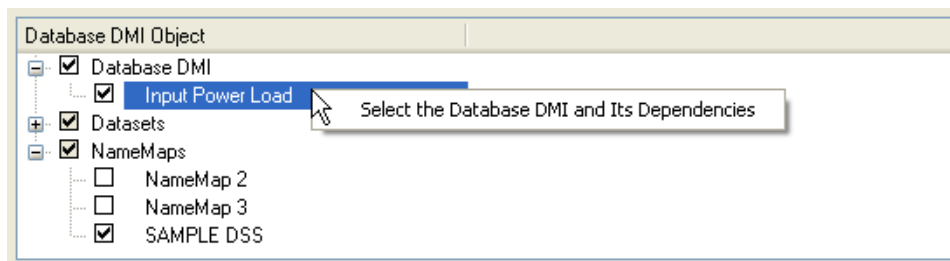 Database DMI Object
Database DMI
Input Power Load
Select the Database DMI and Its Dependencies
Datasets
NameMaps
NameMap 2
NameMap 3
SAMPLE DSS